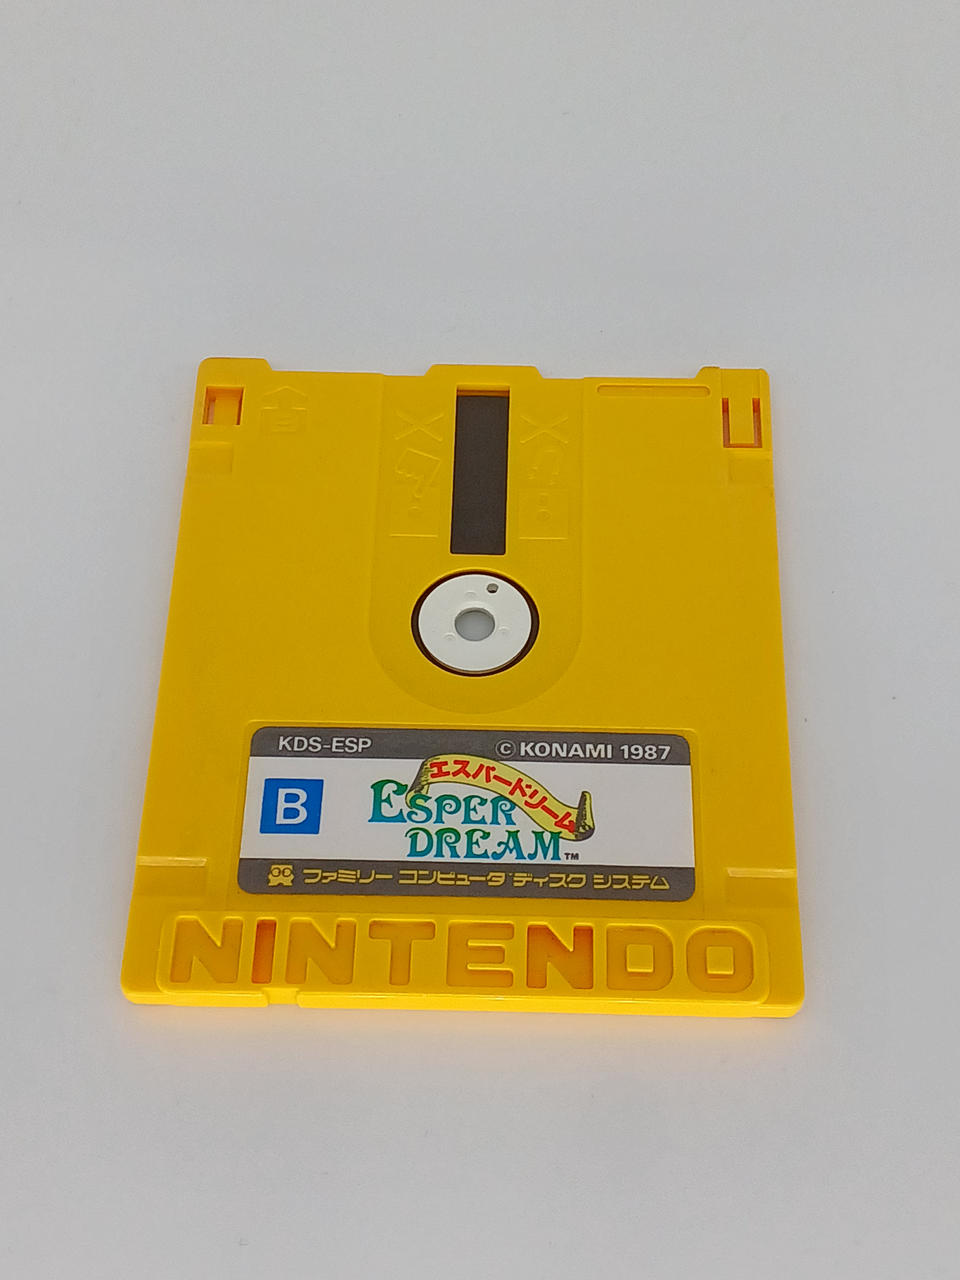 KDS-ESP
© KONAMI 1987
B
エスパードリーム
ESPER
DREAM™
ファミリー コンピュータ ディスク システム
NINTENDO